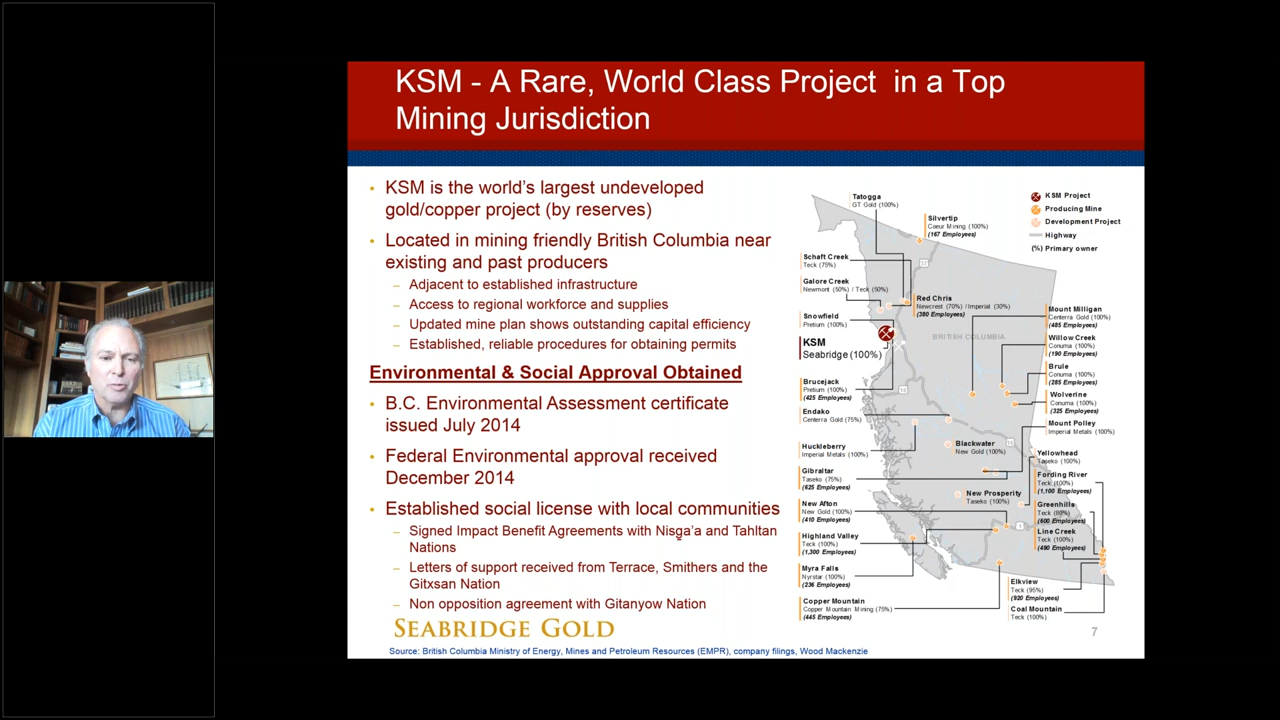 KSM - A Rare, World Class Project in a Top
Mining Jurisdiction
• KSM is the world's largest undeveloped
gold/copper project (by reserves)
• Located in mining friendly British Columbia near
existing and past producers
– Adjacent to established infrastructure
– Access to regional workforce and supplies
– Updated mine plan shows outstanding capital efficiency
– Established, reliable procedures for obtaining permits
Environmental & Social Approval Obtained
• B.C. Environmental Assessment certificate
issued July 2014
• Federal Environmental approval received
December 2014
• Established social license with local communities
– Signed Impact Benefit Agreements with Nisga'a and Tahltan
Nations
– Letters of support received from Terrace, Smithers and the
Gitxsan Nation
– Non opposition agreement with Gitanyow Nation
SEABRIDGE GOLD
Source: British Columbia Ministry of Energy, Mines and Petroleum Resources (EMPR), company filings, Wood Mackenzie
Tatogga
GT Gold (100%)
Silvertip
Coeur Mining (100%)
(167 Employees)
KSM Project
Producing Mine
Development Project
Highway
(%) Primary owner
Schaft Creek
Teck (75%)
Galore Creek
Newmont (50%) / Teck (50%)
Red Chris
Newcrest (70%) / Imperial (30%)
(380 Employees)
Snowfield
Pretium (100%)
KSM
Seabridge (100%)
BRITISH COLUMBIA
Mount Milligan
Centerra Gold (100%)
(485 Employees)
Willow Creek
Conuma (100%)
(190 Employees)
Brule
Conuma (100%)
(285 Employees)
Wolverine
Conuma (100%)
(325 Employees)
Mount Polley
Imperial Metals (100%)
Brucejack
Pretium (100%)
(425 Employees)
Endako
Centerra Gold (75%)
Huckleberry
Imperial Metals (100%)
Blackwater
New Gold (100%)
Yellowhead
Taseko (100%)
Gibraltar
Taseko (75%)
(625 Employees)
Fording River
Teck (100%)
(1,100 Employees)
New Prosperity
Taseko (100%)
New Afton
New Gold (100%)
(410 Employees)
Greenhills
Teck (80%)
(600 Employees)
Highland Valley
Teck (100%)
(1,300 Employees)
Line Creek
Teck (100%)
(490 Employees)
Myra Falls
Nyrstar (100%)
(236 Employees)
Elkview
Teck (95%)
(920 Employees)
Copper Mountain
Copper Mountain Mining (75%)
(445 Employees)
Coal Mountain
Teck (100%)
7